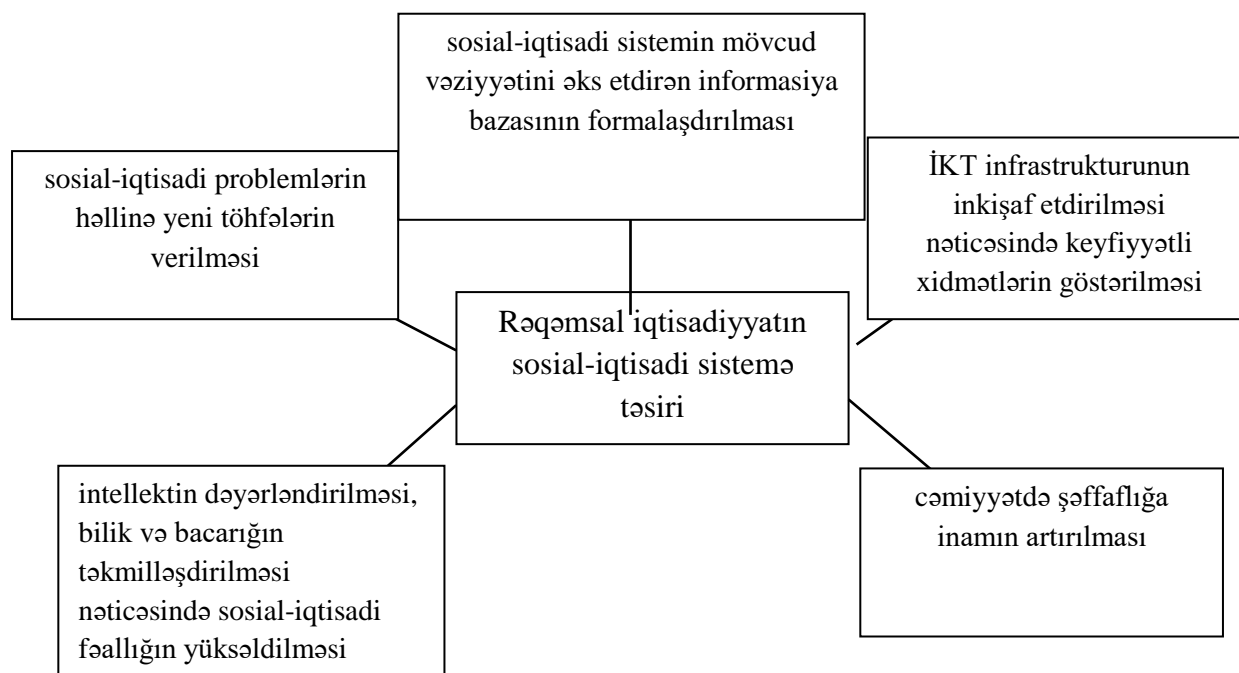 sosial-iqtisadi sistemin mövcud
vəziyyətini əks etdirən informasiya
bazasının formalaşdırılması
sosial-iqtisadi problemlərin
həllinə yeni töhfələrin
verilməsi
İKT infrastrukturunun
inkişaf etdirilməsi
nəticəsində keyfiyyətli
xidmətlərin göstərilməsi
Rəqəmsal iqtisadiyyatın
sosial-iqtisadi sistemə
təsiri
intellektin dəyərləndirilməsi,
bilik və bacarığın
təkmilləşdirilməsi
nəticəsində sosial-iqtisadi
fəallığın yüksəldilməsi
cəmiyyətdə şəffaflığa
inamın artırılması